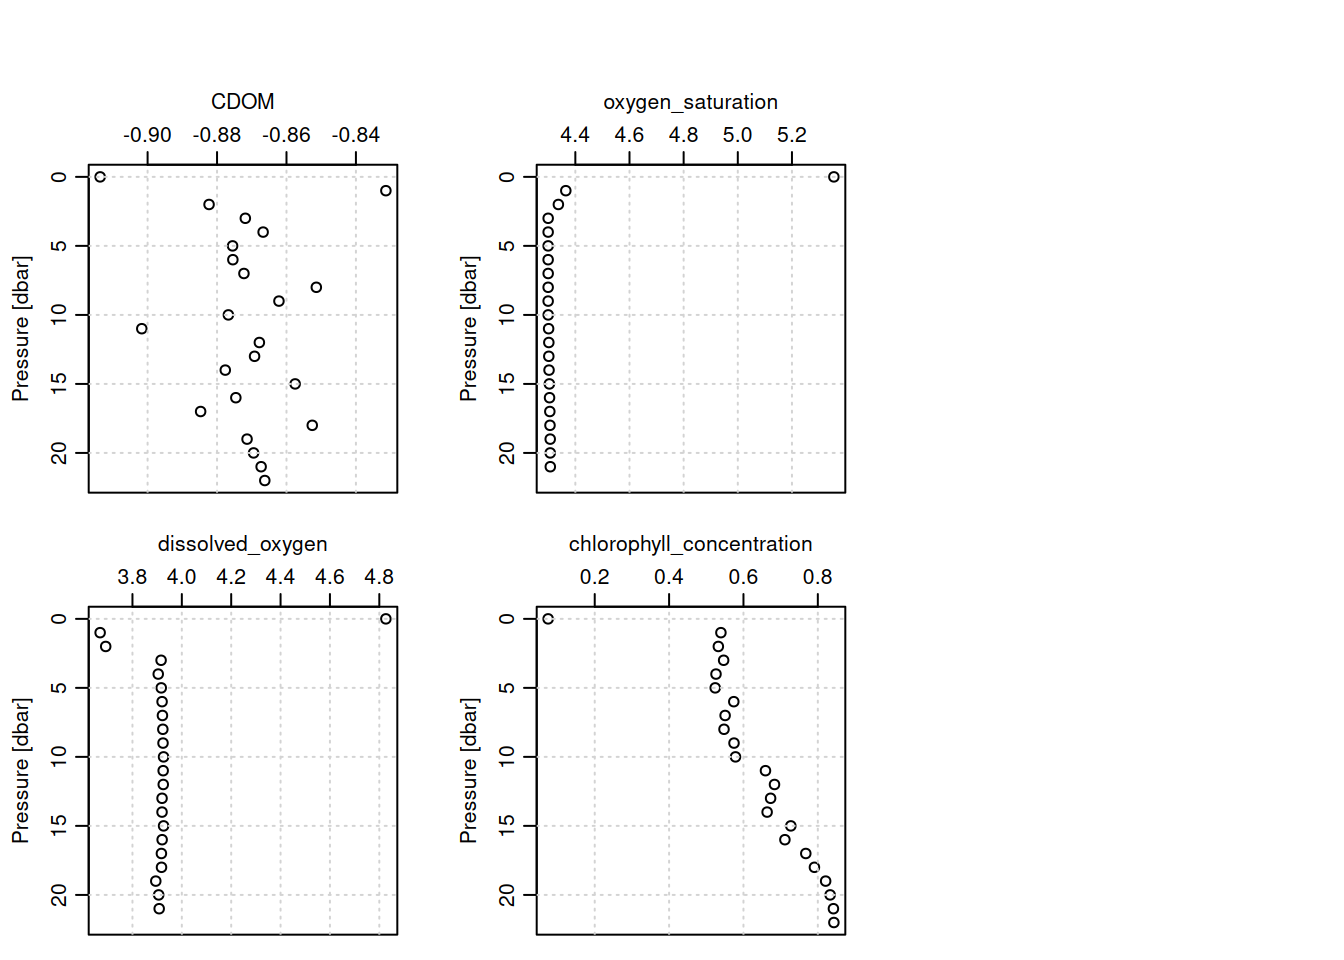 CDOM
-0.90 -0.88 -0.86 -0.84
Pressure [dbar]
0
5
10
15
20
oxygen_saturation
4.4 4.6 4.8 5.0 5.2
Pressure [dbar]
0
5
10
15
20
dissolved_oxygen
3.8 4.0 4.2 4.4 4.6 4.8
Pressure [dbar]
0
5
10
15
20
chlorophyll_concentration
0.2 0.4 0.6 0.8
Pressure [dbar]
0
5
10
15
20